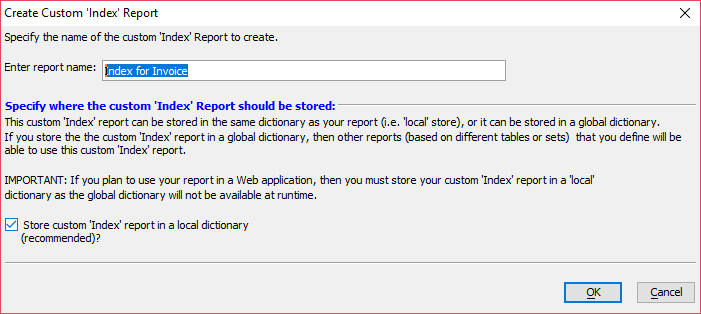 Create Custom 'Index' Report
Specify the name of the custom 'Index' Report to create.
Enter report name: Index for Invoice
Specify where the custom 'Index' Report should be stored:
This custom 'Index' report can be stored in the same dictionary as your report (i.e. 'local' store), or it can be stored in a global dictionary.
If you store the the custom 'Index' report in a global dictionary, then other reports (based on different tables or sets) that you define will be
able to use this custom 'Index' report.
IMPORTANT: If you plan to use your report in a Web application, then you must store your custom 'Index' report in a 'local'
dictionary as the global dictionary will not be available at runtime.
Store custom 'Index' report in a local dictionary
(recommended)?
OK Cancel